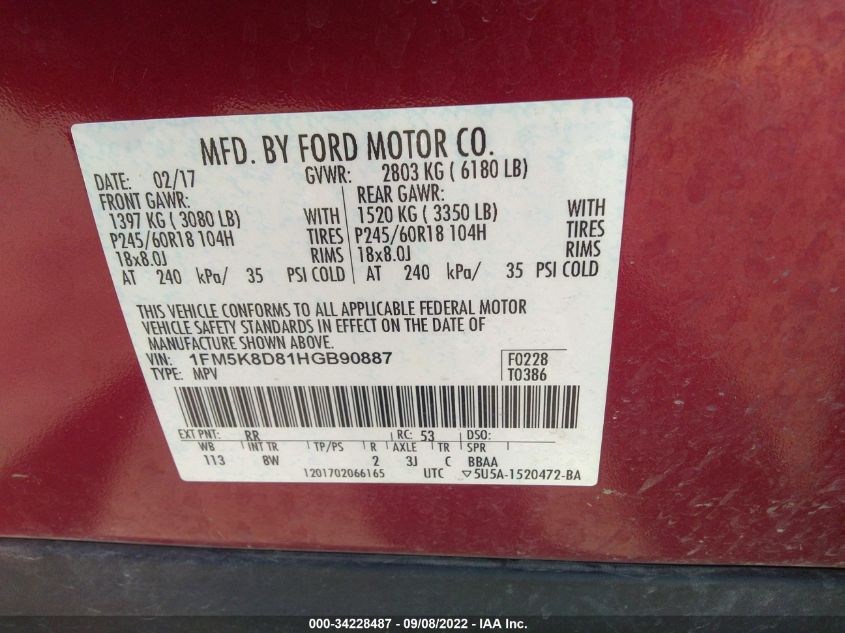 MFD. BY FORD MOTOR CO.
DATE: 02/17 GVWR: 2803 KG ( 6180 LB)
FRONT GAWR: REAR GAWR:
1397 KG ( 3080 LB) WITH 1520 KG ( 3350 LB) WITH
P245/60R18 104H TIRES P245/60R18 104H TIRES
18x8.0J RIMS 18x8.0J RIMS
AT 240 kPa/ 35 PSI COLD AT 240 kPa/ 35 PSI COLD
THIS VEHICLE CONFORMS TO ALL APPLICABLE FEDERAL MOTOR
VEHICLE SAFETY STANDARDS IN EFFECT ON THE DATE OF
MANUFACTURE SHOWN ABOVE.
VIN: 1FM5K8D81HGB90887 F0228
TYPE: MPV T0386
EXT PNT: RR RC: 53 DSO:
WB INT TR TP/PS R AXLE TR SPR
113 8W 2 3J C BBAA
1201702066165 UTC ▽5U5A-1520472-BA
000-34228487 - 09/08/2022 - IAA Inc.